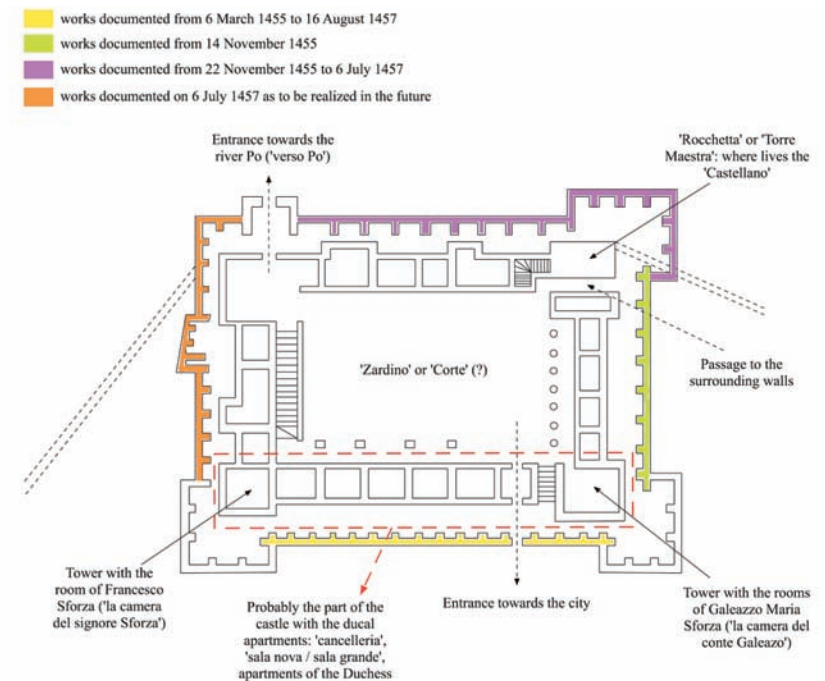 works documented from 6 March 1455 to 16 August 1457
works documented from 14 November 1455
works documented from 22 November 1455 to 6 July 1457
works documented on 6 July 1457 as to be realized in the future
Entrance towards the
river Po ('verso Po')
'Rocchetta' or 'Torre
Maestra': where lives the
'Castellano'
'Zardino' or 'Corte' (?)
Passage to the
surrounding walls
Tower with the
room of Francesco
Sforza ('la camera
del signore Sforza')
Probably the part of the
castle with the ducal
apartments: 'cancelleria',
'sala nova / sala grande',
apartments of the Duchess
Entrance towards the city
Tower with the rooms
of Galeazzo Maria
Sforza ('la camera del
conte Galeazo')